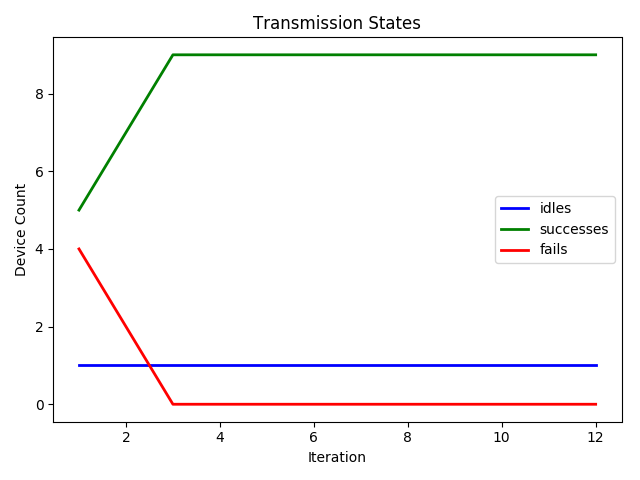 Transmission States
Device Count
8
6
4
2
0
idles
successes
fails
2 4 6 8 10 12
Iteration